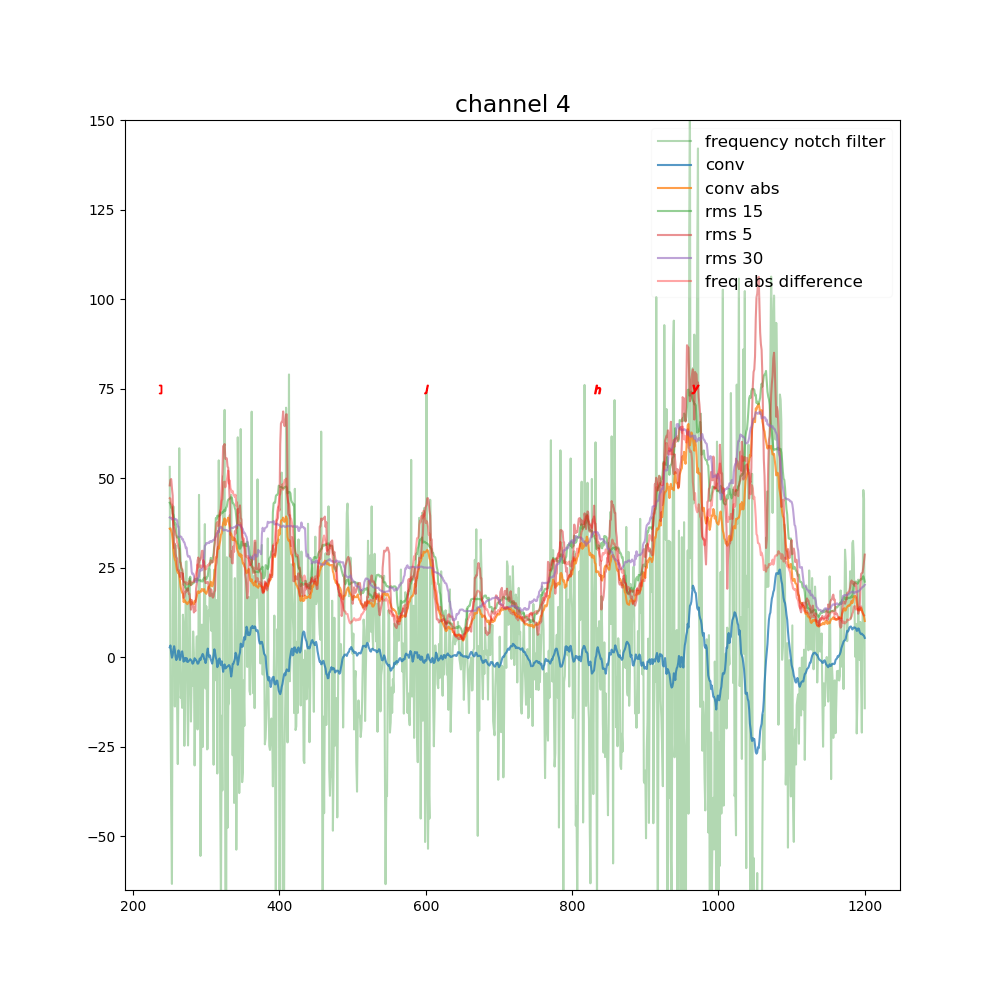 channel 4
150
125
100
75
50
25
0
−25
−50
frequency notch filter
conv
conv abs
rms 15
rms 5
rms 30
freq abs difference
J h y
200 400 600 800 1000 1200